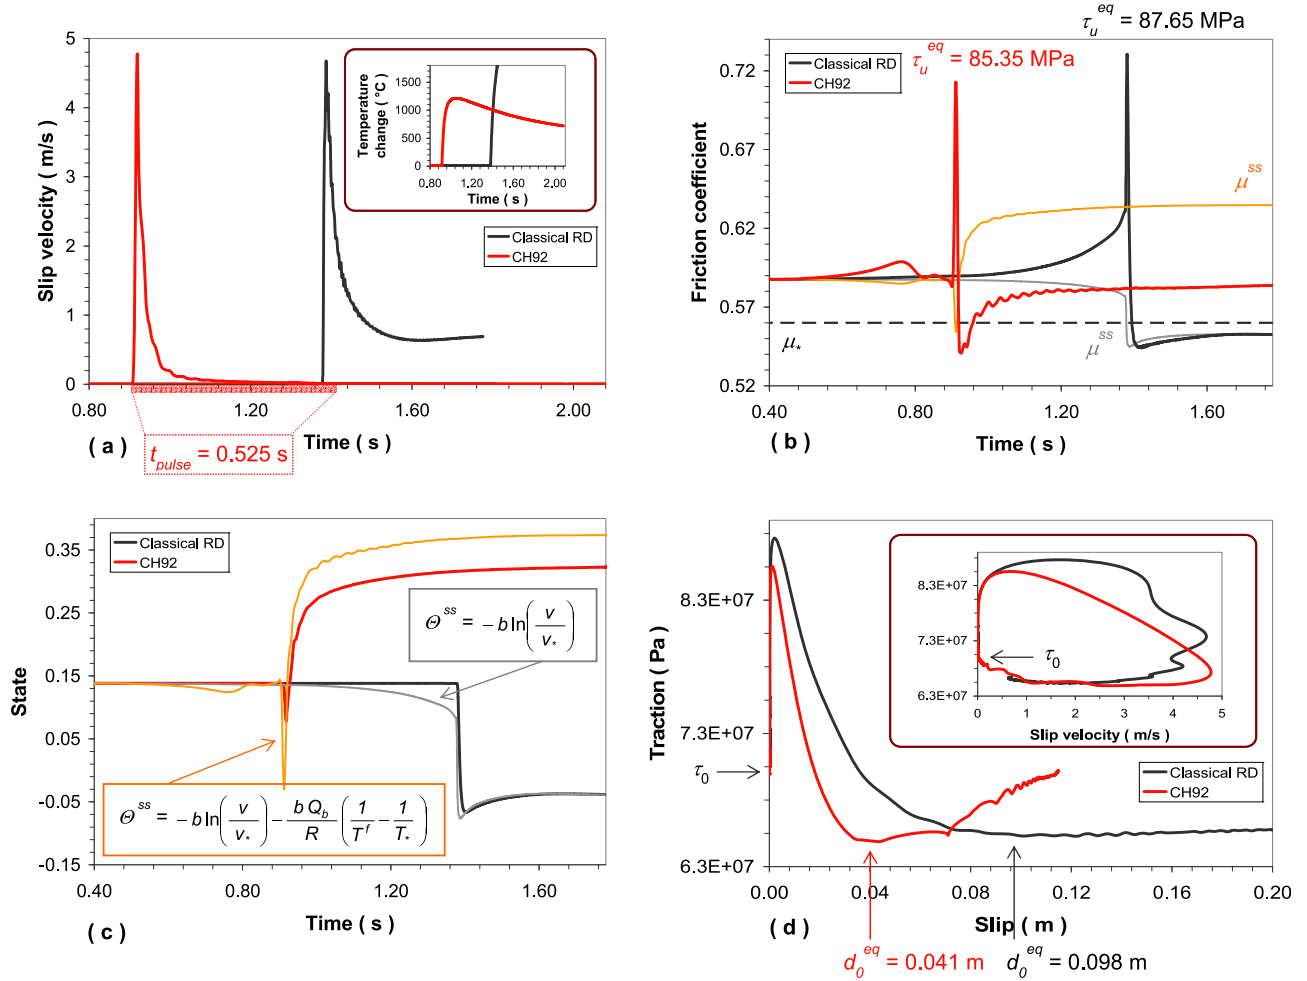 5
4
3
2
1
0
Slip velocity ( m/s )
0.80
1.20
1.60
2.00
Time ( s )
( a )
t_pulse = 0.525 s
Classical RD
CH92
1500
1000
500
0
Temperature
change ( °C )
0.80
1.20
1.60
2.00
Time ( s )
τ_u^eq = 87.65 MPa
τ_u^eq = 85.35 MPa
Classical RD
CH92
0.72
0.67
0.62
0.57
0.52
Friction coefficient
μ^ss
μ_*
μ^ss
0.40
0.80
1.20
1.60
( b )
Time ( s )
0.35
0.25
0.15
0.05
-0.05
-0.15
State
Classical RD
CH92
Θ^ss = -b ln(v/v_*)
Θ^ss = -b ln(v/v_*) - (b Q_b/R)(1/T^f - 1/T_*)
0.40
0.80
1.20
1.60
( c )
Time ( s )
8.3E+07
7.3E+07
6.3E+07
Traction ( Pa )
τ_0
8.3E+07
7.3E+07
6.3E+07
τ_0
0
1
2
3
4
5
Slip velocity ( m/s )
Classical RD
CH92
0.00
0.04
0.08
0.12
0.16
0.20
( d )
Slip ( m )
d_0^eq = 0.041 m
d_0^eq = 0.098 m